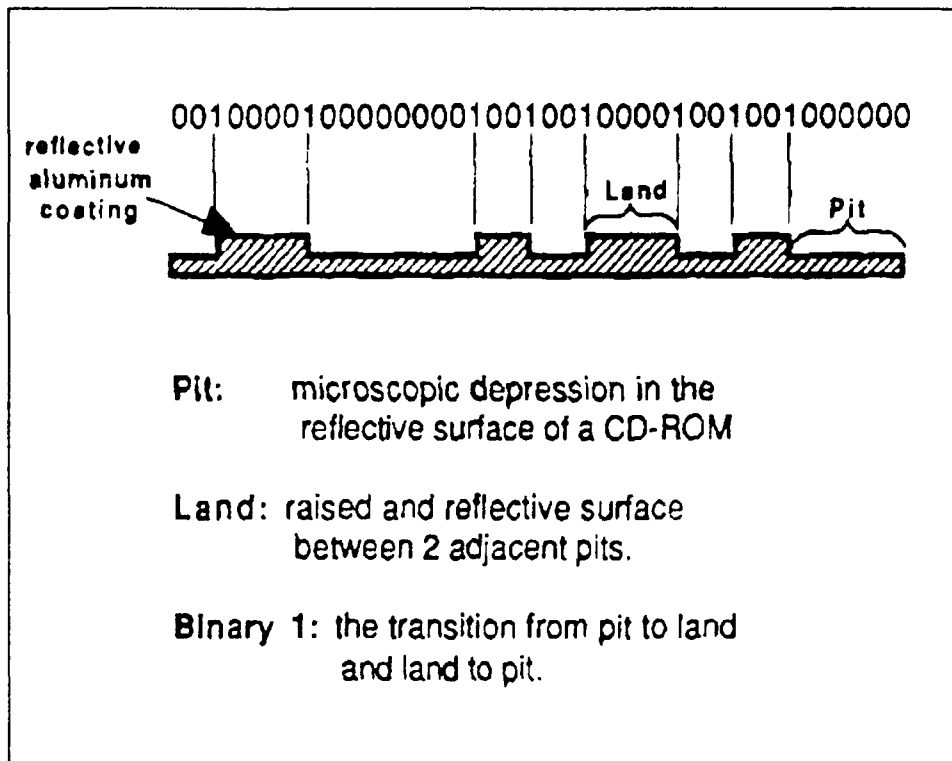 0010000100000000100100100001001001000000
reflective
aluminum
coating
Land
Pit
Pit: microscopic depression in the
reflective surface of a CD-ROM
Land: raised and reflective surface
between 2 adjacent pits.
Binary 1: the transition from pit to land
and land to pit.